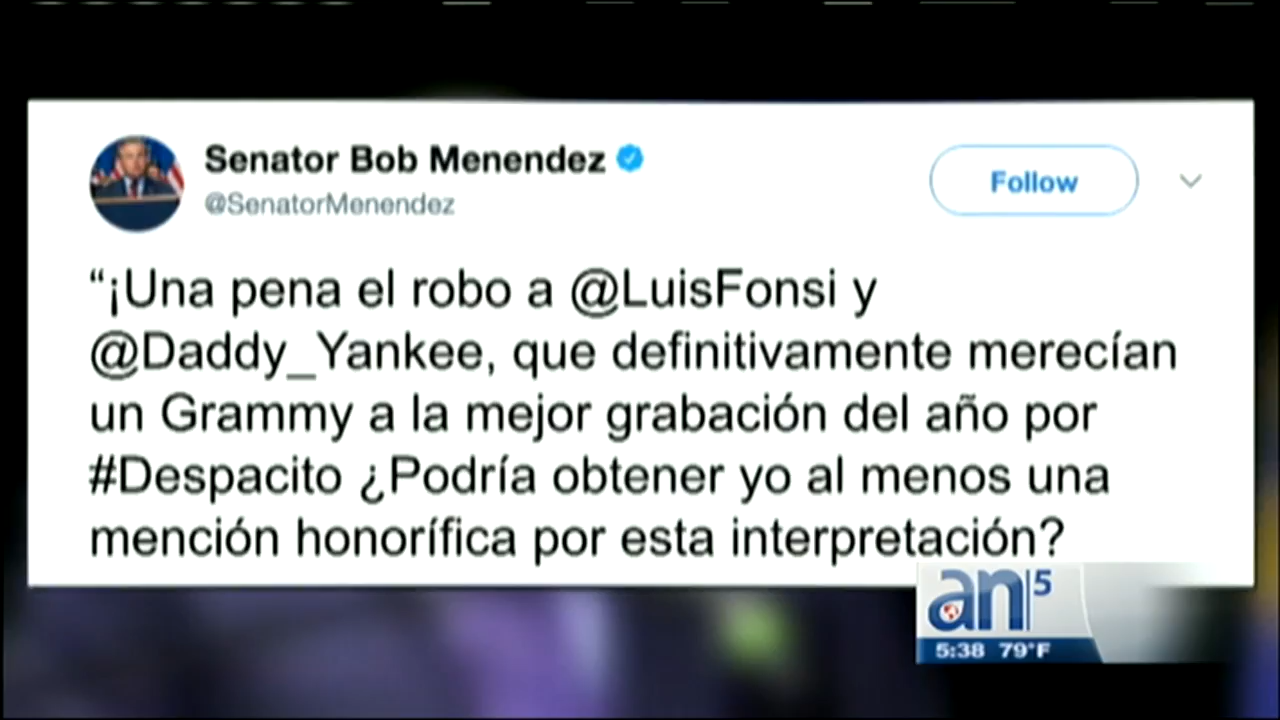 Senator Bob Menendez
@SenatorMenendez
Follow
“¡Una pena el robo a @LuisFonsi y
@Daddy_Yankee, que definitivamente merecían
un Grammy a la mejor grabación del año por
#Despacito ¿Podría obtener yo al menos una
mención honorífica por esta interpretación?
an 5
5:38 79°F